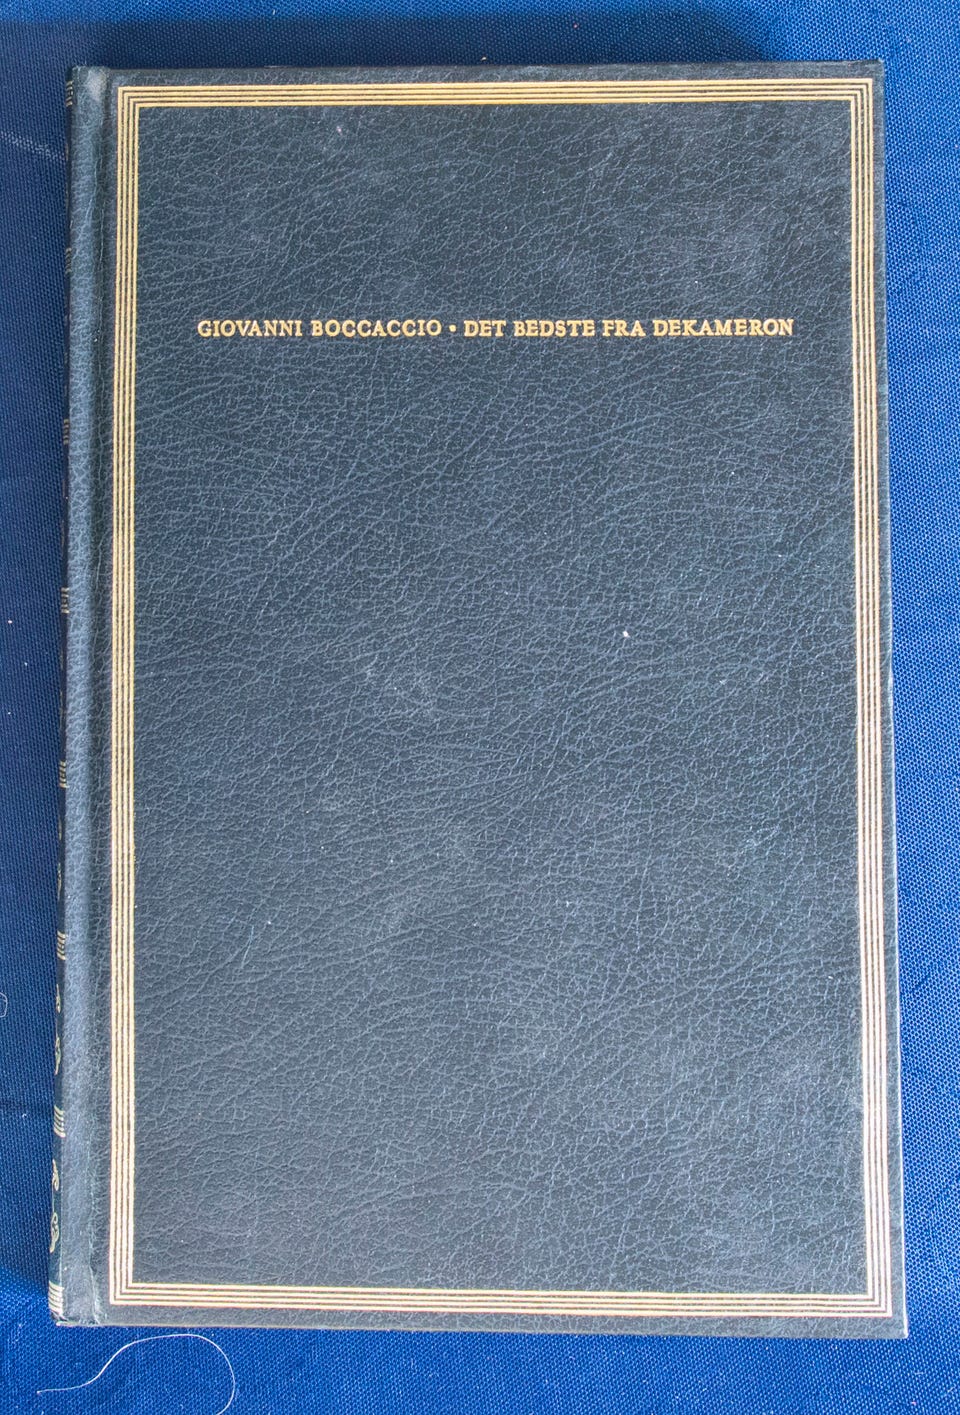 GIOVANNI BOCCACCIO • DET BEDSTE FRA DEKAMERON